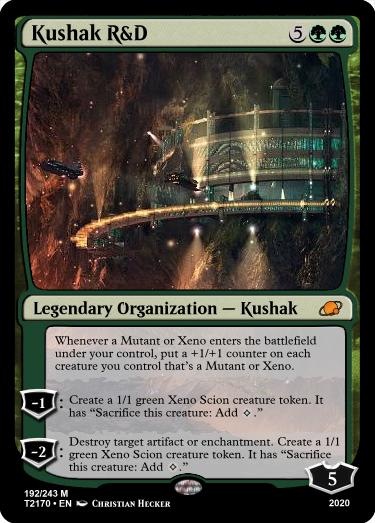 Kushak R&D 5
Legendary Organization — Kushak
Whenever a Mutant or Xeno enters the battlefield
under your control, put a +1/+1 counter on each
creature you control that's a Mutant or Xeno.
-1 : Create a 1/1 green Xeno Scion creature token. It
has “Sacrifice this creature: Add ◇.”
Destroy target artifact or enchantment. Create a 1/1
-2 : green Xeno Scion creature token. It has “Sacrifice
this creature: Add ◇.”
5
192/243 M
T2170 • EN Christian Hecker
2020